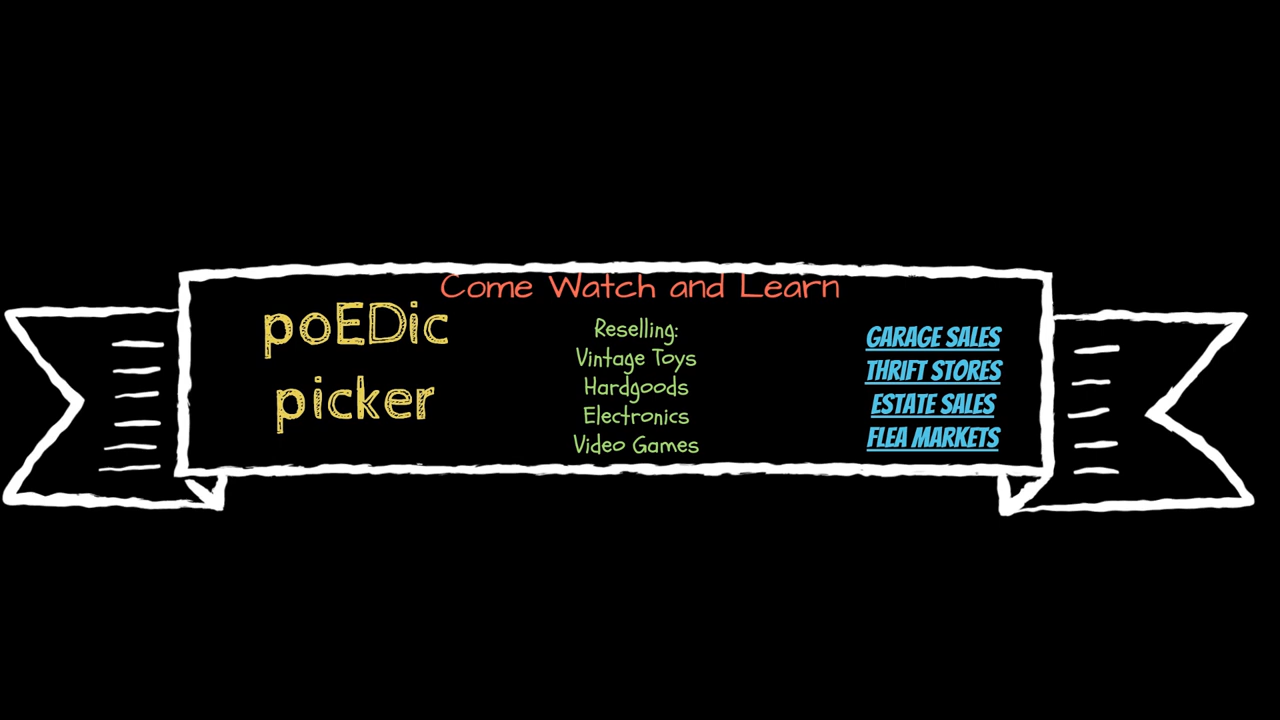 Come Watch and Learn
poEDic
picker
Reselling:
Vintage Toys
Hardgoods
Electronics
Video Games
GARAGE SALES
THRIFT STORES
ESTATE SALES
FLEA MARKETS